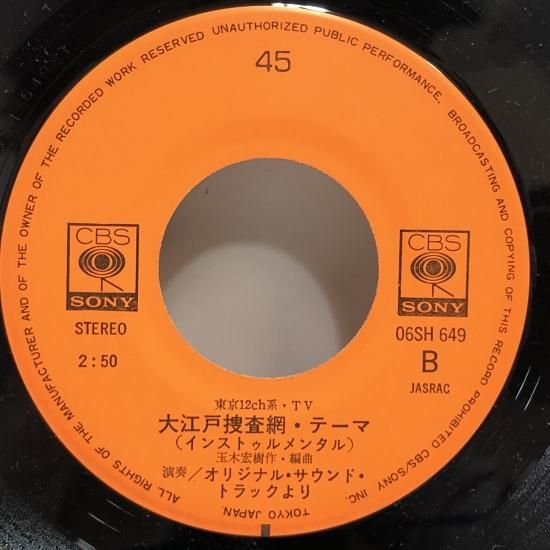 ALL RIGHTS OF THE MANUFACTURER AND OF THE OWNER OF THE RECORDED WORK RESERVED UNAUTHORIZED PUBLIC PERFORMANCE, BROADCASTING AND COPYING OF THIS RECORD PROHIBITED CBS/SONY INC. TOKYO JAPAN.
45
CBS
SONY
STEREO
2:50
CBS
SONY
06SH 649
B
JASRAC
東京12ch系・TV
大江戸捜査網・テーマ
(インストゥルメンタル)
玉木宏樹作・編曲
演奏/オリジナル・サウンド・
トラックより